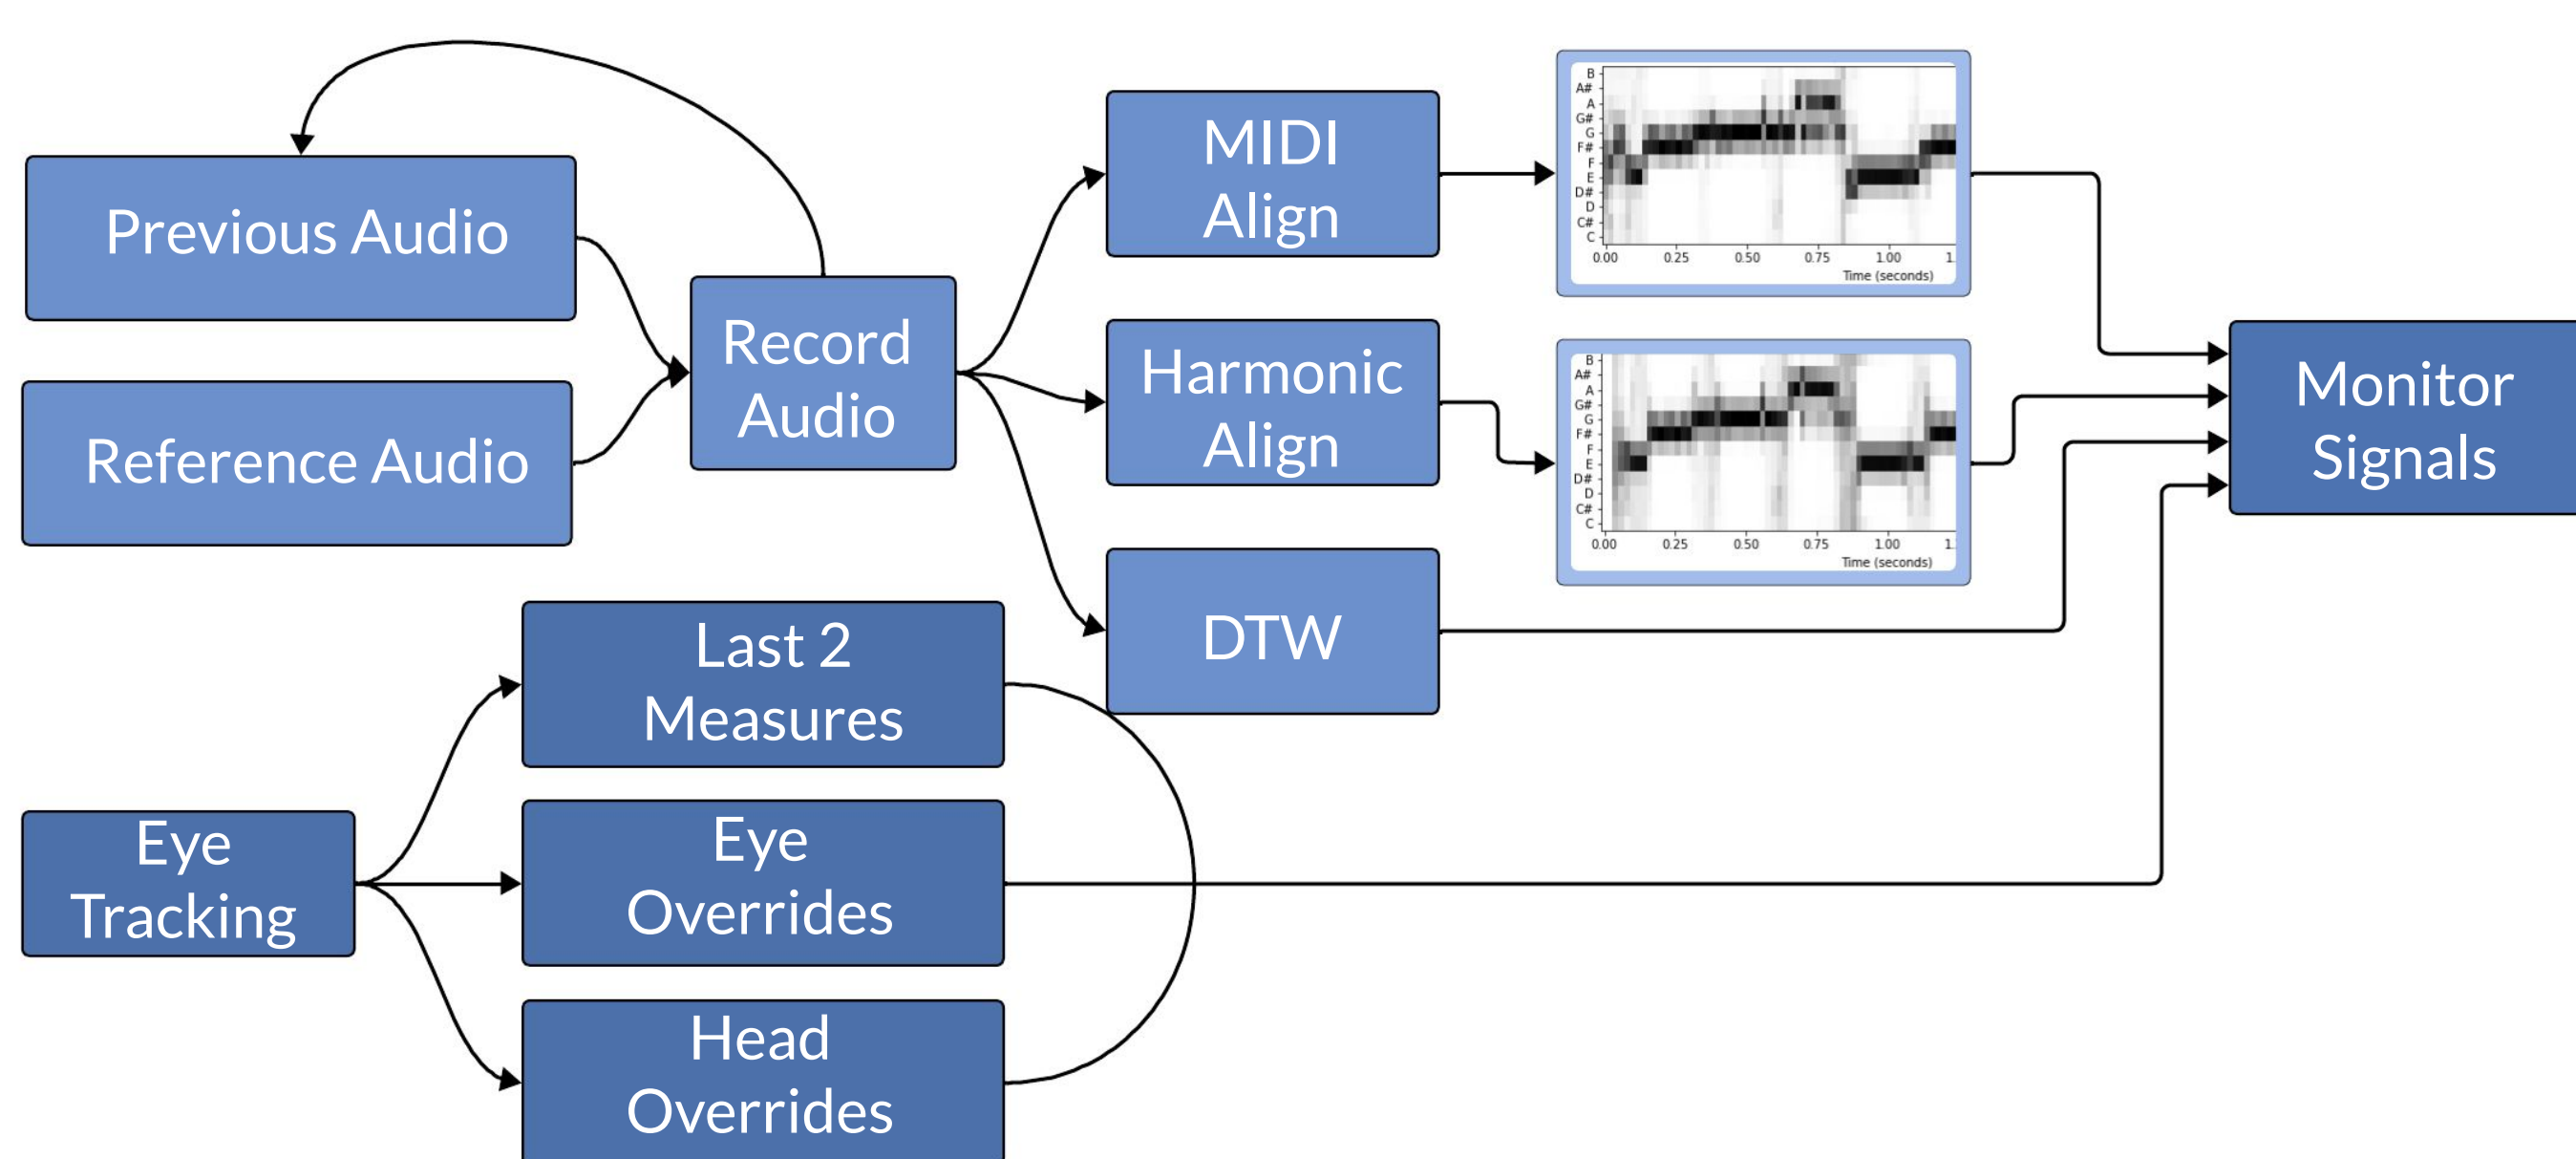 Previous Audio
Reference Audio
Record
Audio
MIDI
Align
Harmonic
Align
DTW
B
A#
A
G#
G
F#
F
E
D#
D
C#
C
0.00 0.25 0.50 0.75 1.00 1.
Time (seconds)
B
A#
A
G#
G
F#
F
E
D#
D
C#
C
0.00 0.25 0.50 0.75 1.00 1.
Time (seconds)
Monitor
Signals
Eye
Tracking
Last 2
Measures
Eye
Overrides
Head
Overrides